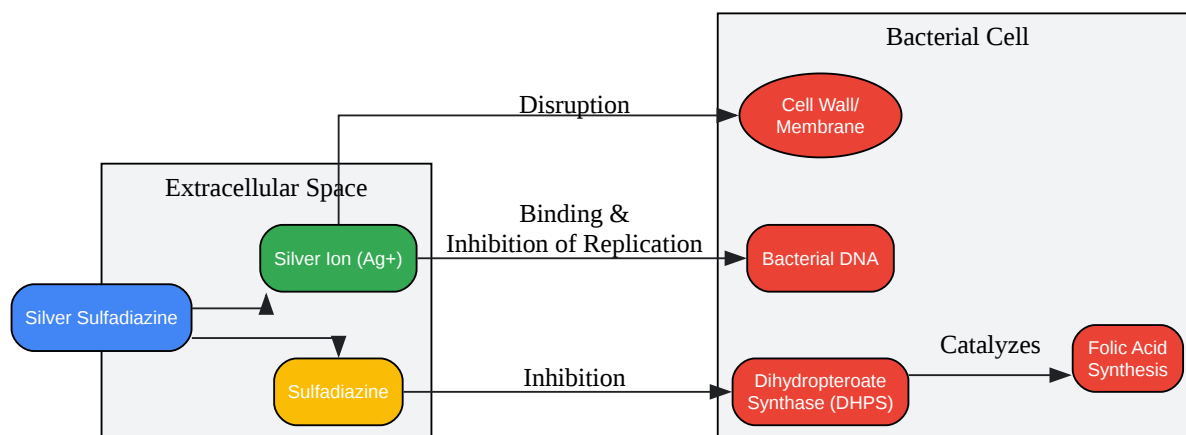 Bacterial Cell
Disruption
Cell Wall/
Membrane
Extracellular Space
Binding &
Inhibition of Replication
Silver Ion (Ag+)
Bacterial DNA
Silver Sulfadiazine
Catalyzes
Folic Acid
Synthesis
Sulfadiazine
Inhibition
Dihydropteroate
Synthase (DHPS)